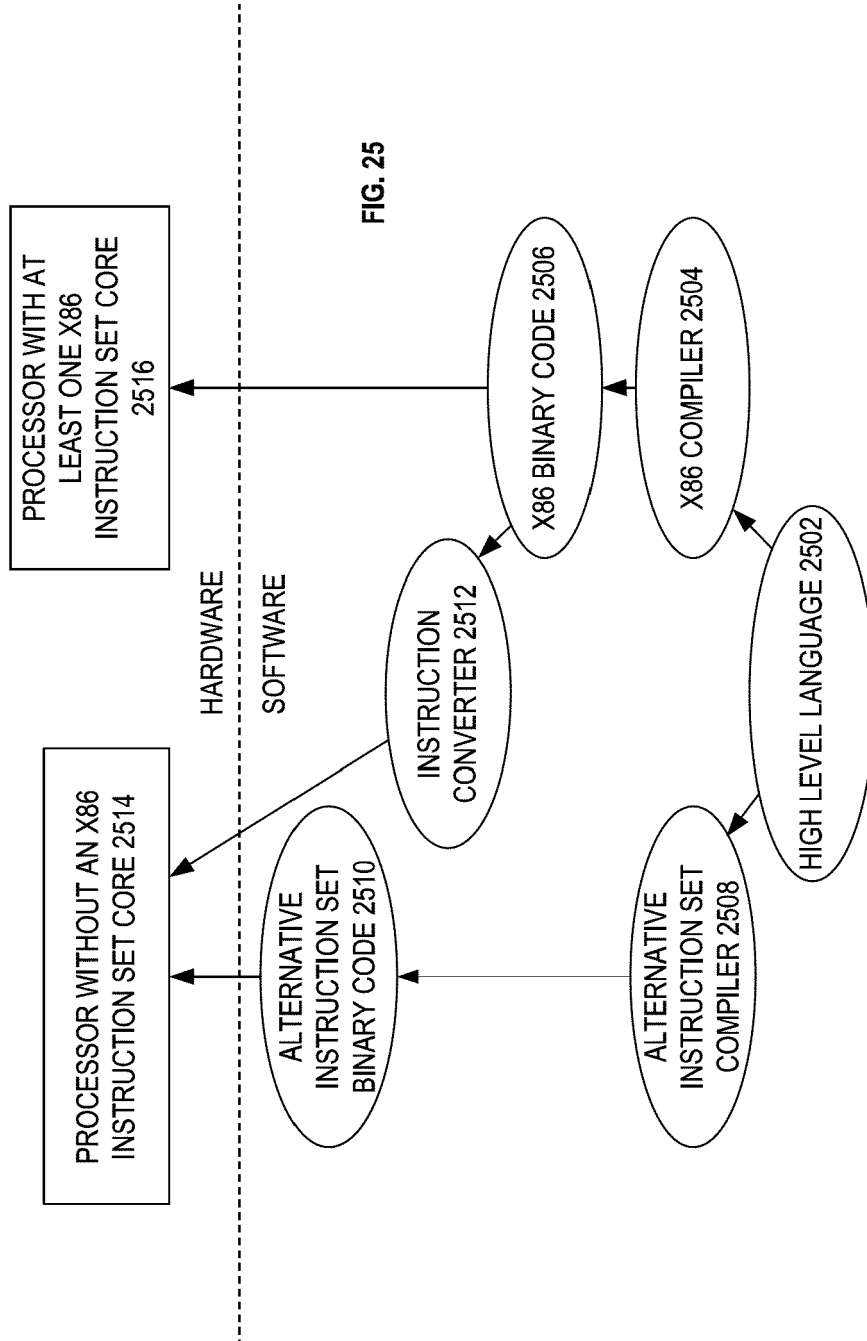 PROCESSOR WITHOUT AN X86
INSTRUCTION SET CORE 2514
PROCESSOR WITH AT
LEAST ONE X86
INSTRUCTION SET CORE
2516
HARDWARE
SOFTWARE
ALTERNATIVE
INSTRUCTION SET
BINARY CODE 2510
INSTRUCTION
CONVERTER 2512
X86 BINARY CODE 2506
ALTERNATIVE
INSTRUCTION SET
COMPILER 2508
X86 COMPILER 2504
HIGH LEVEL LANGUAGE 2502
FIG. 25